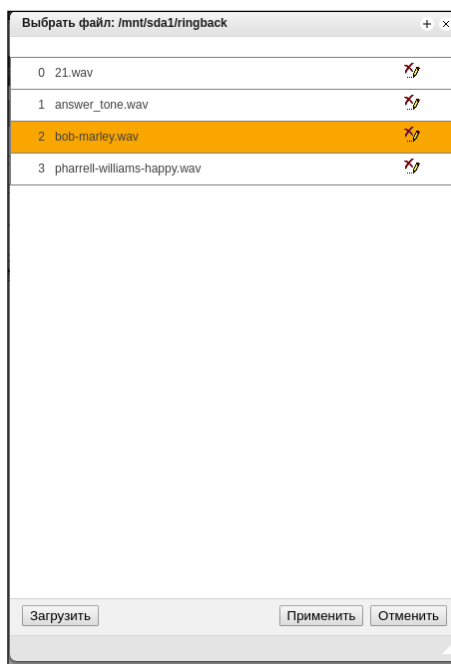 Выбрать файл: /mnt/sda1/ringback
0 21.wav
1 answer_tone.wav
2 bob-marley.wav
3 pharrell-williams-happy.wav
Загрузить Применить Отменить